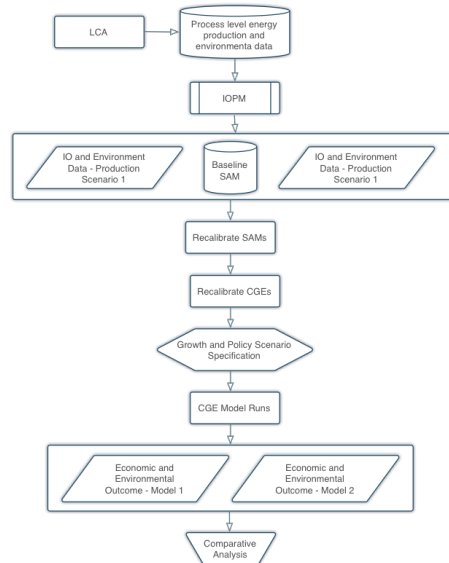 LCA
Process level energy
production and
environmenta data
IOPM
IO and Environment
Data - Production
Scenario 1
Baseline
SAM
IO and Environment
Data - Production
Scenario 1
Recalibrate SAMs
Recalibrate CGEs
Growth and Policy Scenario
Specification
CGE Model Runs
Economic and
Environmental
Outcome - Model 1
Economic and
Environmental
Outcome - Model 2
Comparative
Analysis